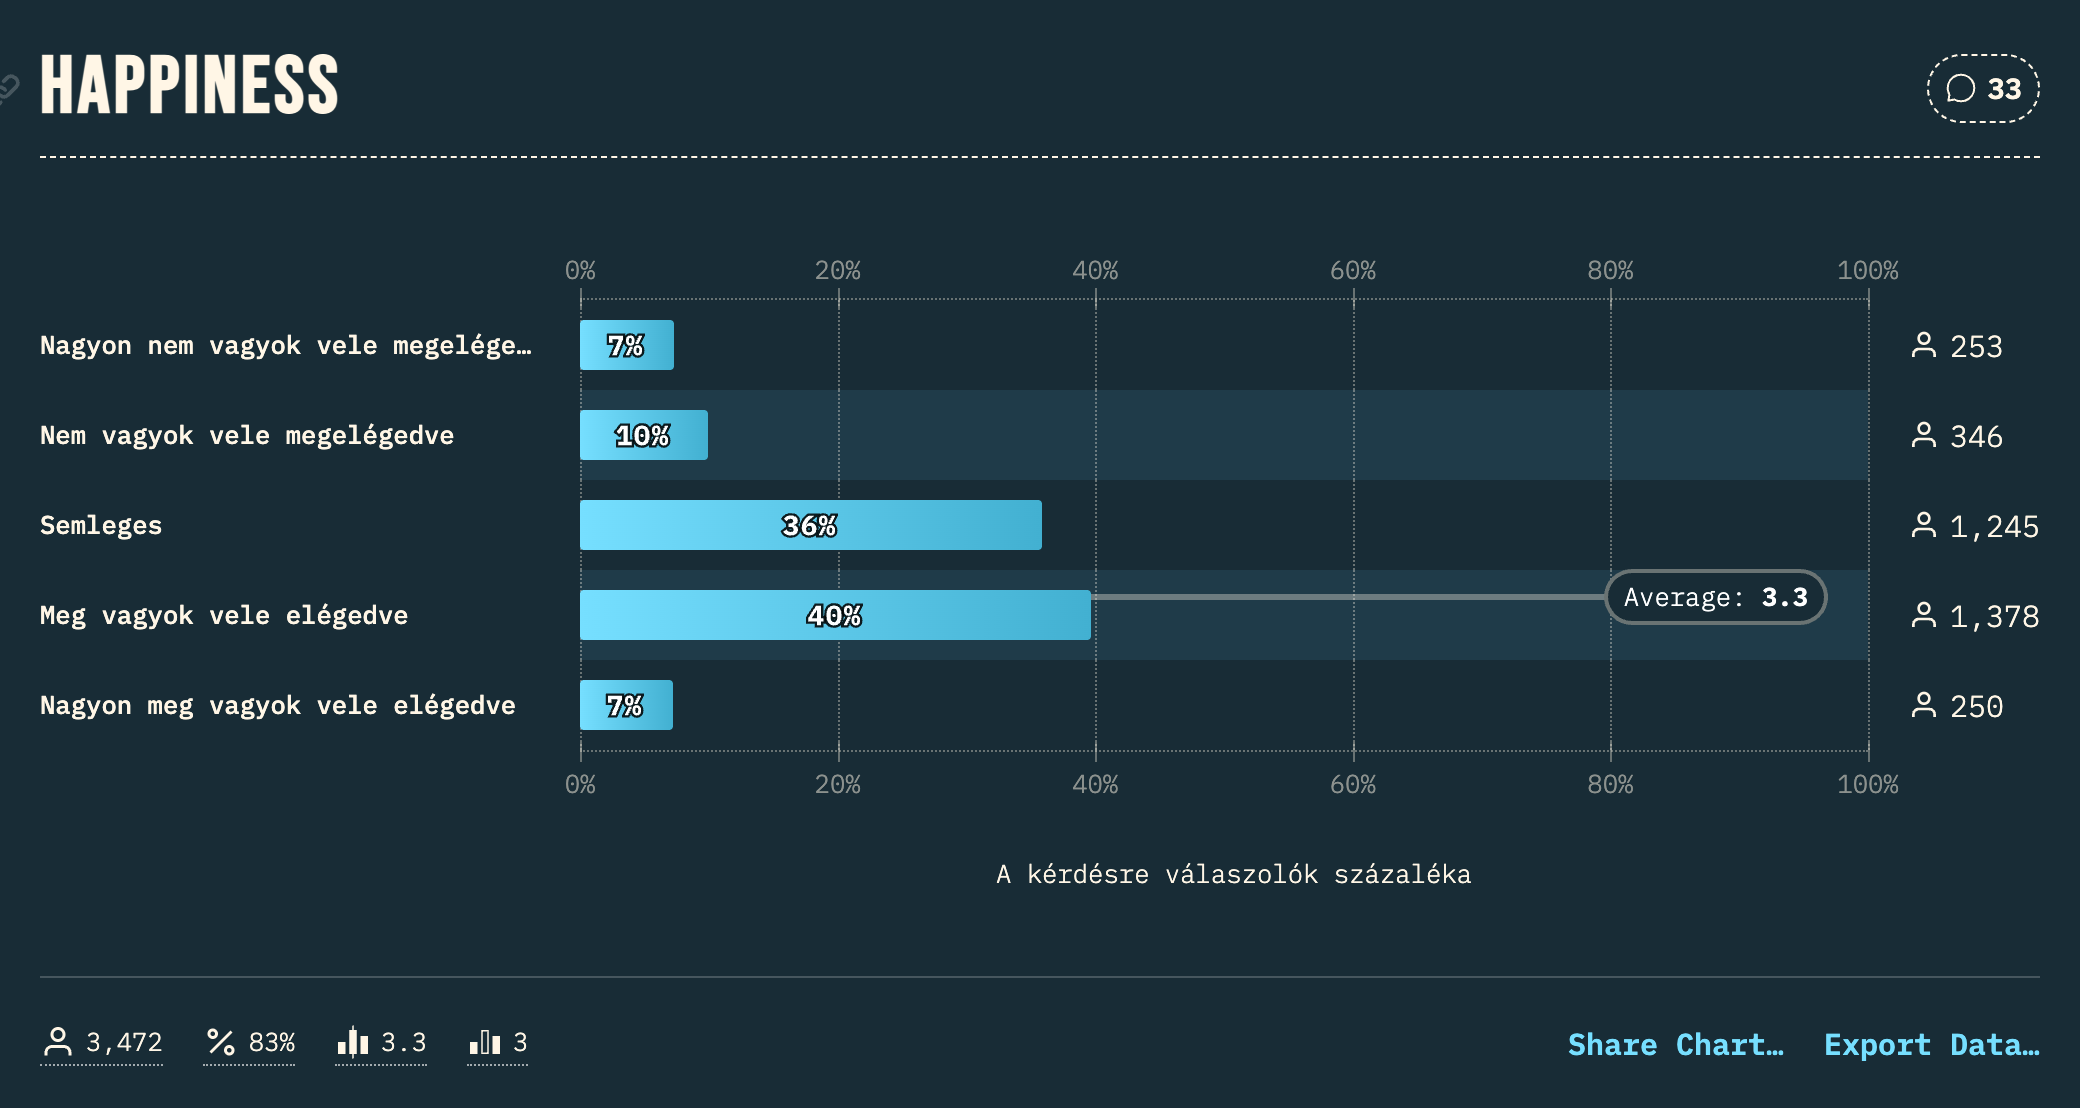 HAPPINESS
33
0% 20% 40% 60% 80% 100%
Nagyon nem vagyok vele megelége… 7% 253
Nem vagyok vele megelégedve 10% 346
Semleges 36% 1,245
Meg vagyok vele elégedve 40% Average: 3.3 1,378
Nagyon meg vagyok vele elégedve 7% 250
0% 20% 40% 60% 80% 100%
A kérdésre válaszolók százaléka
3,472 % 83% 3.3 3 Share Chart… Export Data…